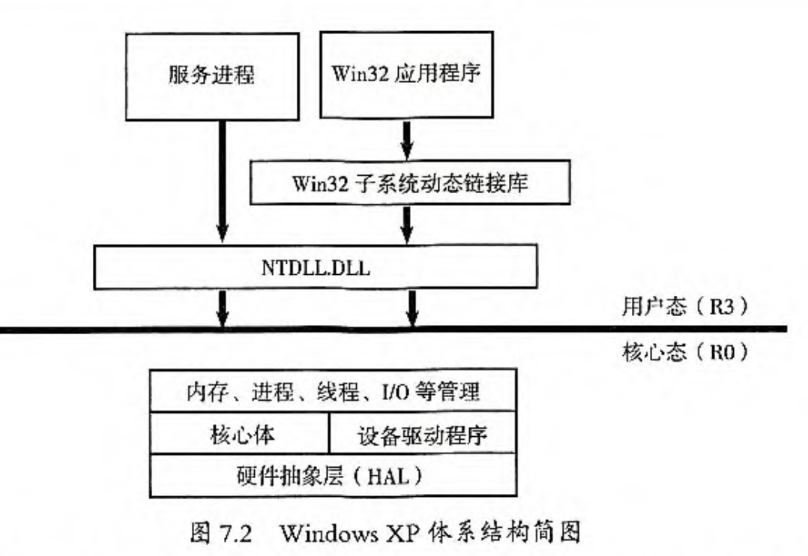 服务进程
Win32 应用程序
Win32 子系统动态链接库
NTDLL.DLL
用户态（R3）
核心态（R0）
内存、进程、线程、I/O 等管理
核心体
设备驱动程序
硬件抽象层（HAL）
图 7.2 Windows XP 体系结构简图